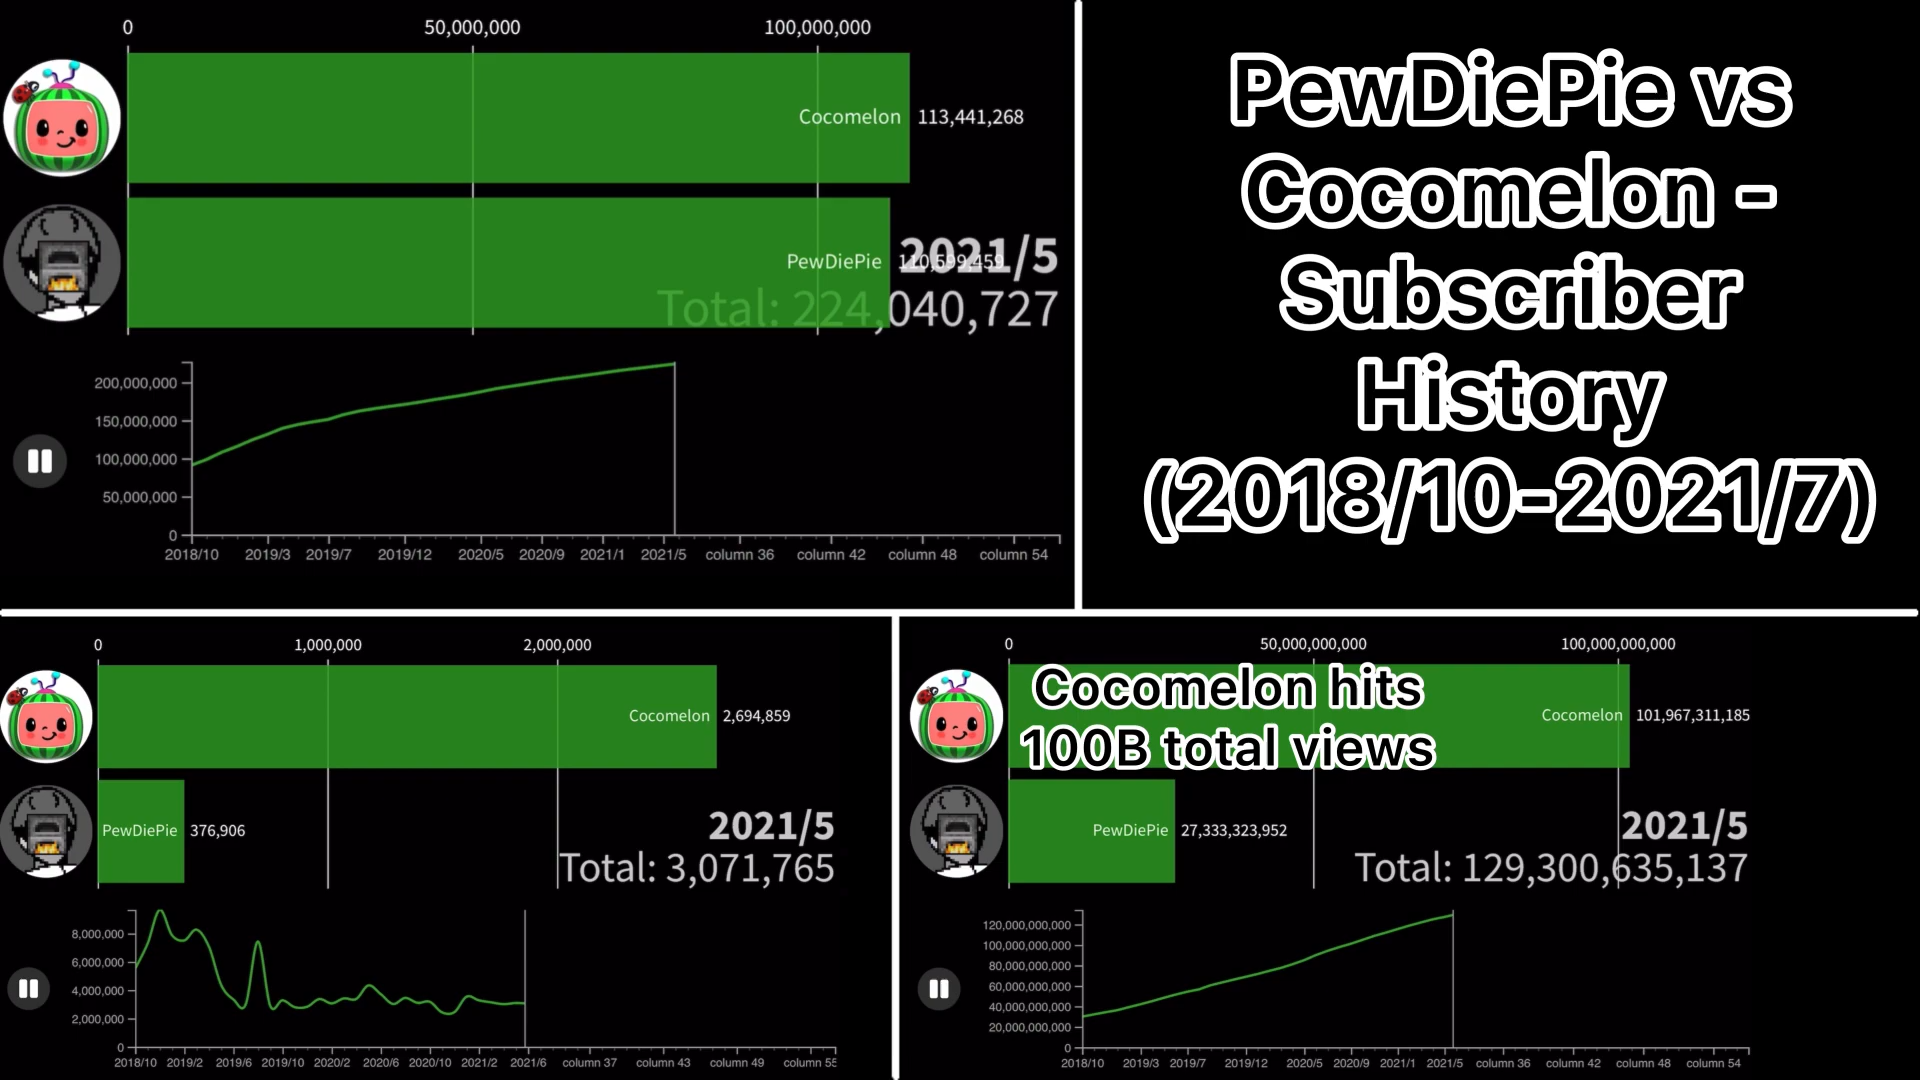 0 50,000,000 100,000,000
Cocomelon 113,441,268
PewDiePie 110,599,459
2021/5
Total: 224,040,727
200,000,000
150,000,000
100,000,000
50,000,000
0
2018/10 2019/3 2019/7 2019/12 2020/5 2020/9 2021/1 2021/5 column 36 column 42 column 48 column 54
PewDiePie vs
Cocomelon -
Subscriber
History
(2018/10-2021/7)
0 1,000,000 2,000,000
Cocomelon 2,694,859
PewDiePie 376,906
2021/5
Total: 3,071,765
8,000,000
6,000,000
4,000,000
2,000,000
0
2018/10 2019/2 2019/6 2019/10 2020/2 2020/6 2020/10 2021/2 2021/6 column 37 column 43 column 49 column 55
0 50,000,000,000 100,000,000,000
Cocomelon hits
100B total views
Cocomelon 101,967,311,185
PewDiePie 27,333,323,952
2021/5
Total: 129,300,635,137
120,000,000,000
100,000,000,000
80,000,000,000
60,000,000,000
40,000,000,000
20,000,000,000
0
2018/10 2019/3 2019/7 2019/12 2020/5 2020/9 2021/1 2021/5 column 36 column 42 column 48 column 54